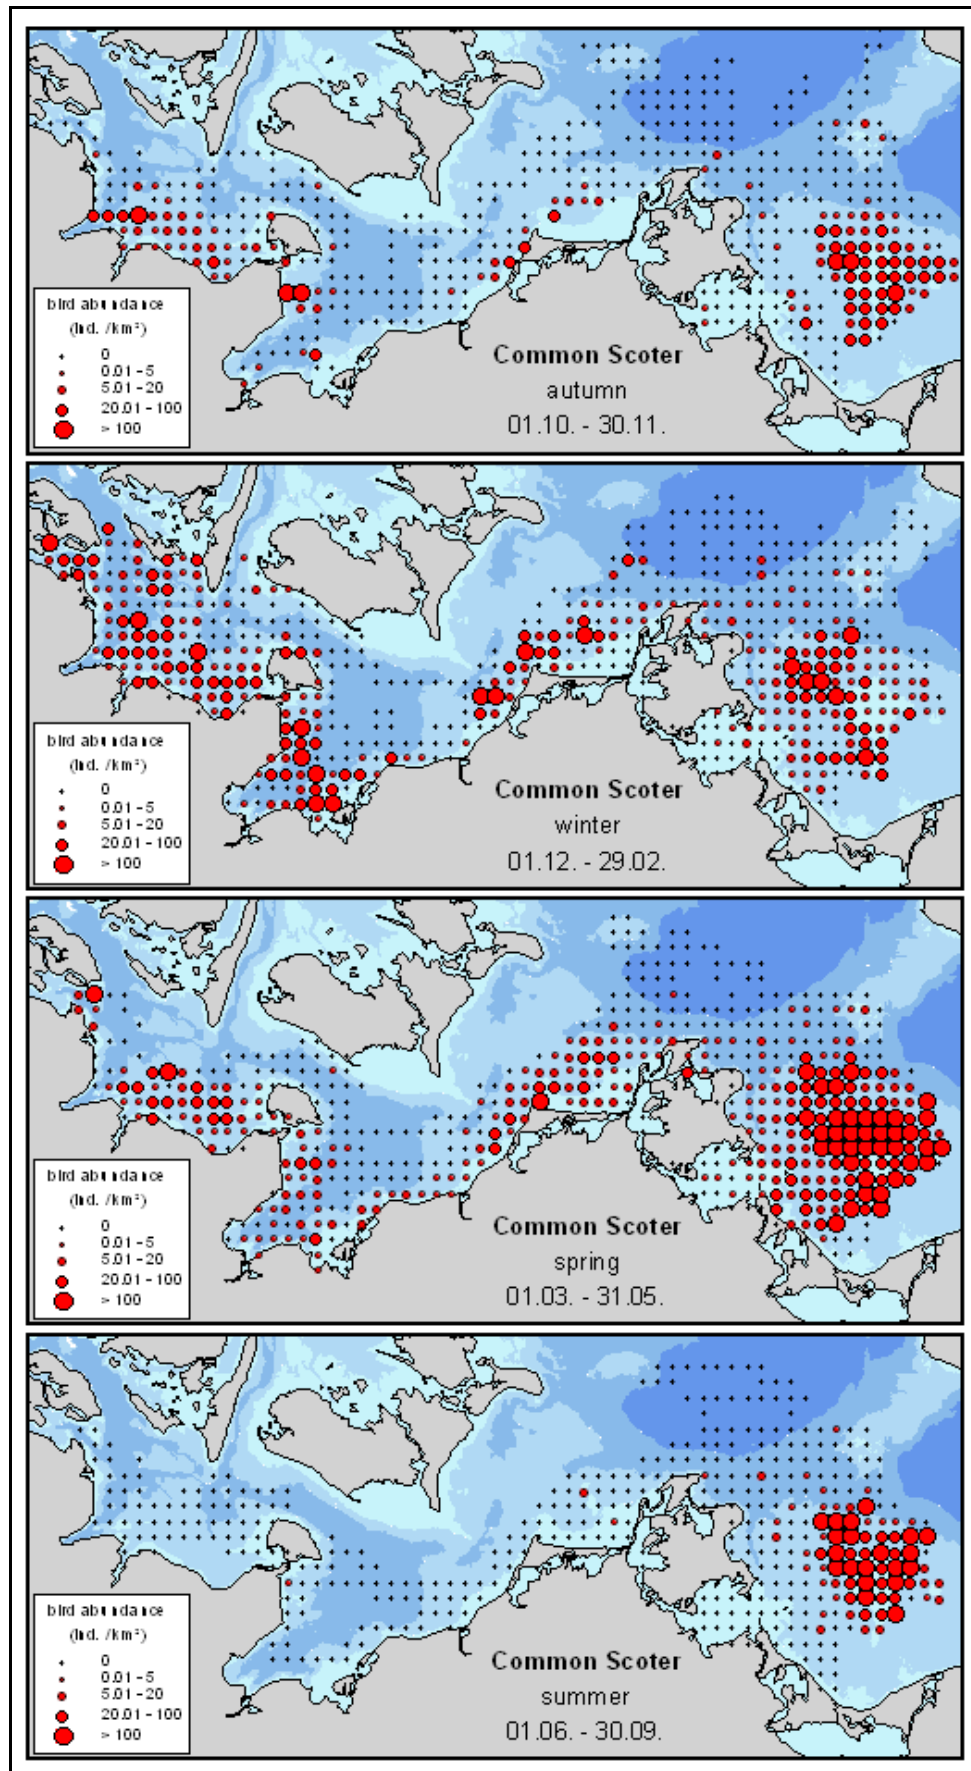 bird abundance
(Ind./km²)
0
0.01 - 5
5.01 - 20
20.01 - 100
> 100
Common Scoter
autumn
01.10. - 30.11.
bird abundance
(Ind./km²)
0
0.01 - 5
5.01 - 20
20.01 - 100
> 100
Common Scoter
winter
01.12. - 29.02.
bird abundance
(Ind./km²)
0
0.01 - 5
5.01 - 20
20.01 - 100
> 100
Common Scoter
spring
01.03. - 31.05.
bird abundance
(Ind./km²)
0
0.01 - 5
5.01 - 20
20.01 - 100
> 100
Common Scoter
summer
01.06. - 30.09.